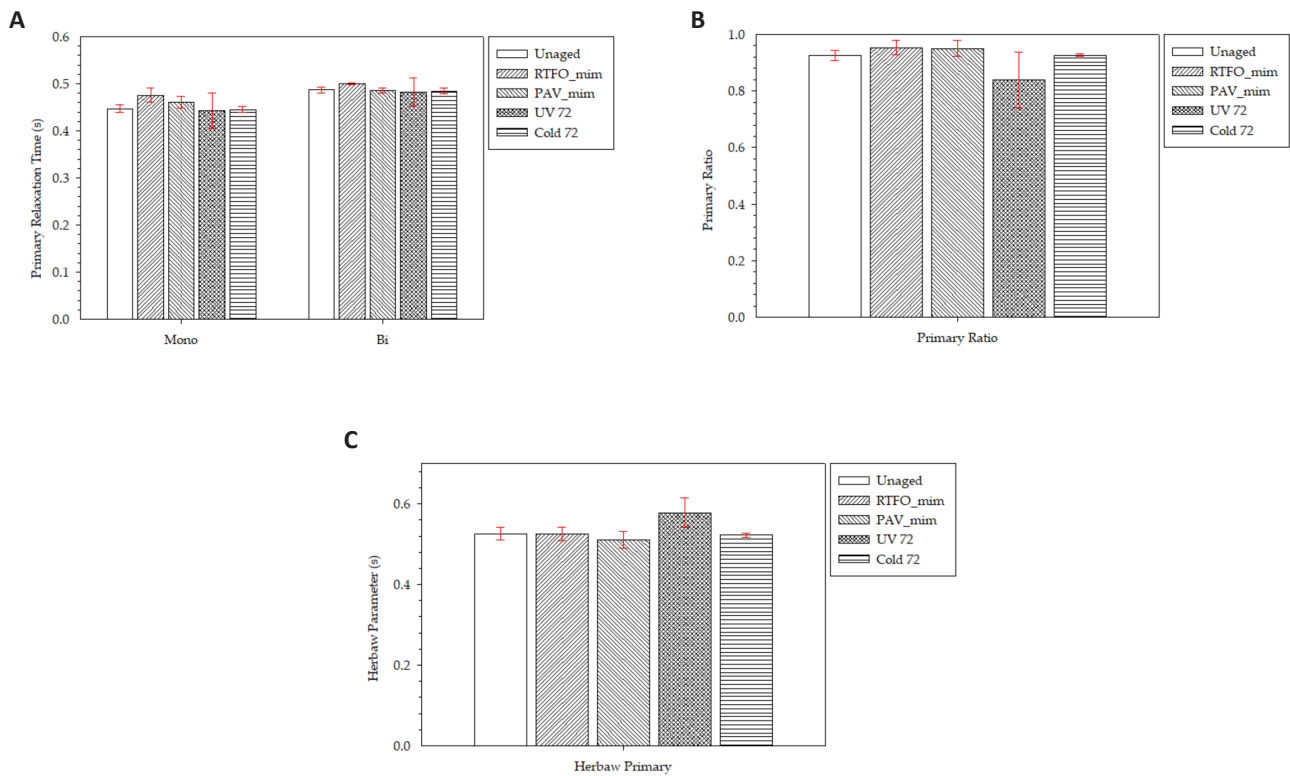 A
Primary Relaxation Time (s)
0.6
0.5
0.4
0.3
0.2
0.1
0.0
Mono
Bi
Unaged
RTFO_mim
PAV_mim
UV 72
Cold 72
B
Primary Ratio
1.0
0.8
0.6
0.4
0.2
0.0
Primary Ratio
Unaged
RTFO_mim
PAV_mim
UV 72
Cold 72
C
Herbaw Parameter (s)
0.6
0.4
0.2
0.0
Herbaw Primary
Unaged
RTFO_mim
PAV_mim
UV 72
Cold 72